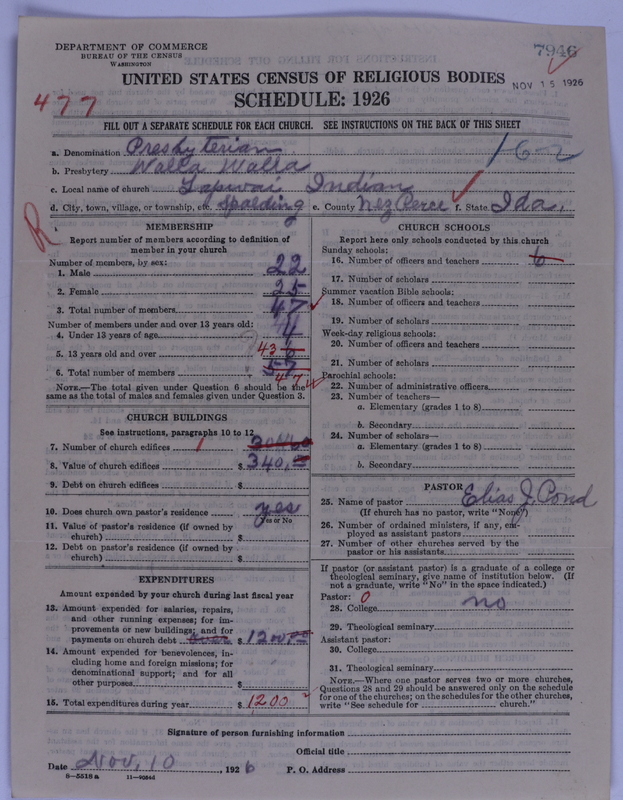 DEPARTMENT OF COMMERCE
BUREAU OF THE CENSUS
WASHINGTON
7946
NOV 15 1926
UNITED STATES CENSUS OF RELIGIOUS BODIES
SCHEDULE: 1926
477
FILL OUT A SEPARATE SCHEDULE FOR EACH CHURCH. SEE INSTRUCTIONS ON THE BACK OF THIS SHEET
a. Denomination Presbyterian
16-2
b. Presbytery Walla Walla
c. Local name of church Lapwai Indian
d. City, town, village, or township, etc. Spalding e. County Nez Perce f. State Ida.
R
MEMBERSHIP
Report number of members according to definition of
member in your church
Number of members, by sex:
1. Male 22
2. Female 25
3. Total number of members 47
Number of members under and over 13 years old:
4. Under 13 years of age 4
5. 13 years old and over 43
6. Total number of members 57 47
NOTE.—The total given under Question 6 should be the
same as the total of males and females given under Question 3.
CHURCH BUILDINGS
See instructions, paragraphs 10 to 12
7. Number of church edifices 1
8. Value of church edifices $ 340.00
9. Debt on church edifices $
10. Does church own pastor's residence yes
Yes or No
11. Value of pastor's residence (if owned by
church) $
12. Debt on pastor's residence (if owned by
church) $
EXPENDITURES
Amount expended by your church during last fiscal year
13. Amount expended for salaries, repairs,
and other running expenses; for im-
provements or new buildings; and for
payments on church debt $ 1200.00
14. Amount expended for benevolences, in-
cluding home and foreign missions; for
denominational support; and for all
other purposes $
15. Total expenditures during year $ 1200
CHURCH SCHOOLS
Report here only schools conducted by this church
Sunday schools:
16. Number of officers and teachers 6
17. Number of scholars
Summer vacation Bible schools:
18. Number of officers and teachers
19. Number of scholars
Week-day religious schools:
20. Number of officers and teachers
21. Number of scholars
Parochial schools:
22. Number of administrative officers
23. Number of teachers—
a. Elementary (grades 1 to 8)
b. Secondary
24. Number of scholars—
a. Elementary (grades 1 to 8)
b. Secondary
PASTOR
25. Name of pastor Elias J. Cond
(If church has no pastor, write "None")
26. Number of ordained ministers, if any, em-
ployed as assistant pastors
27. Number of other churches served by the
pastor or his assistants
If pastor (or assistant pastor) is a graduate of a college or
theological seminary, give name of institution below. (If
not a graduate, write "No" in the space indicated.)
Pastor: 0
28. College no
29. Theological seminary
Assistant pastor:
30. College
31. Theological seminary
NOTE.—Where one pastor serves two or more churches,
Questions 28 and 29 should be answered only on the schedule
for one of the churches; on the schedules for the other churches,
write "See schedule for church."
Signature of person furnishing information
Official title
Date Nov. 10, 1926 P. O. Address
8—5518 a 11—9064d